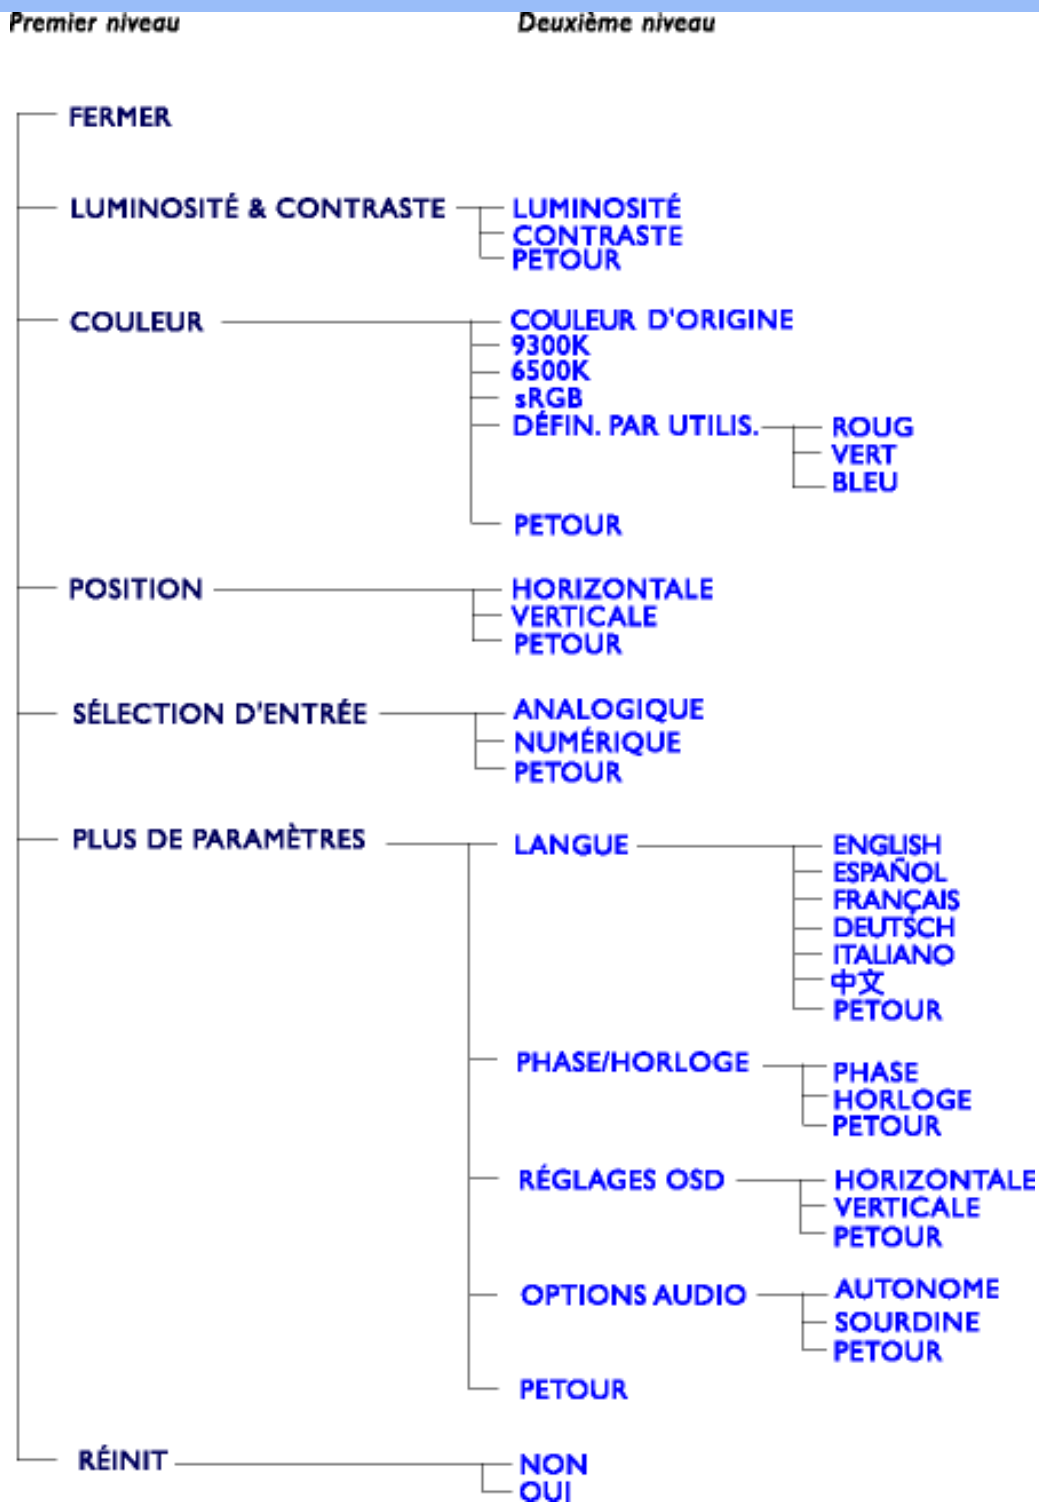 Premier niveau
Deuxième niveau
FERMER
LUMINOSITÉ & CONTRASTE
LUMINOSITÉ
CONTRASTE
PETOUR
COULEUR
COULEUR D'ORIGINE
9300K
6500K
sRGB
DÉFIN. PAR UTILIS.
ROUG
VERT
BLEU
PETOUR
POSITION
HORIZONTALE
VERTICALE
PETOUR
SÉLECTION D'ENTRÉE
ANALOGIQUE
NUMÉRIQUE
PETOUR
PLUS DE PARAMÈTRES
LANGUE
ENGLISH
ESPAÑOL
FRANÇAIS
DEUTSCH
ITALIANO
中文
PETOUR
PHASE/HORLOGE
PHASE
HORLOGE
PETOUR
RÉGLAGES OSD
HORIZONTALE
VERTICALE
PETOUR
OPTIONS AUDIO
AUTONOME
SOURDINE
PETOUR
PETOUR
RÉINIT
NON
OUI